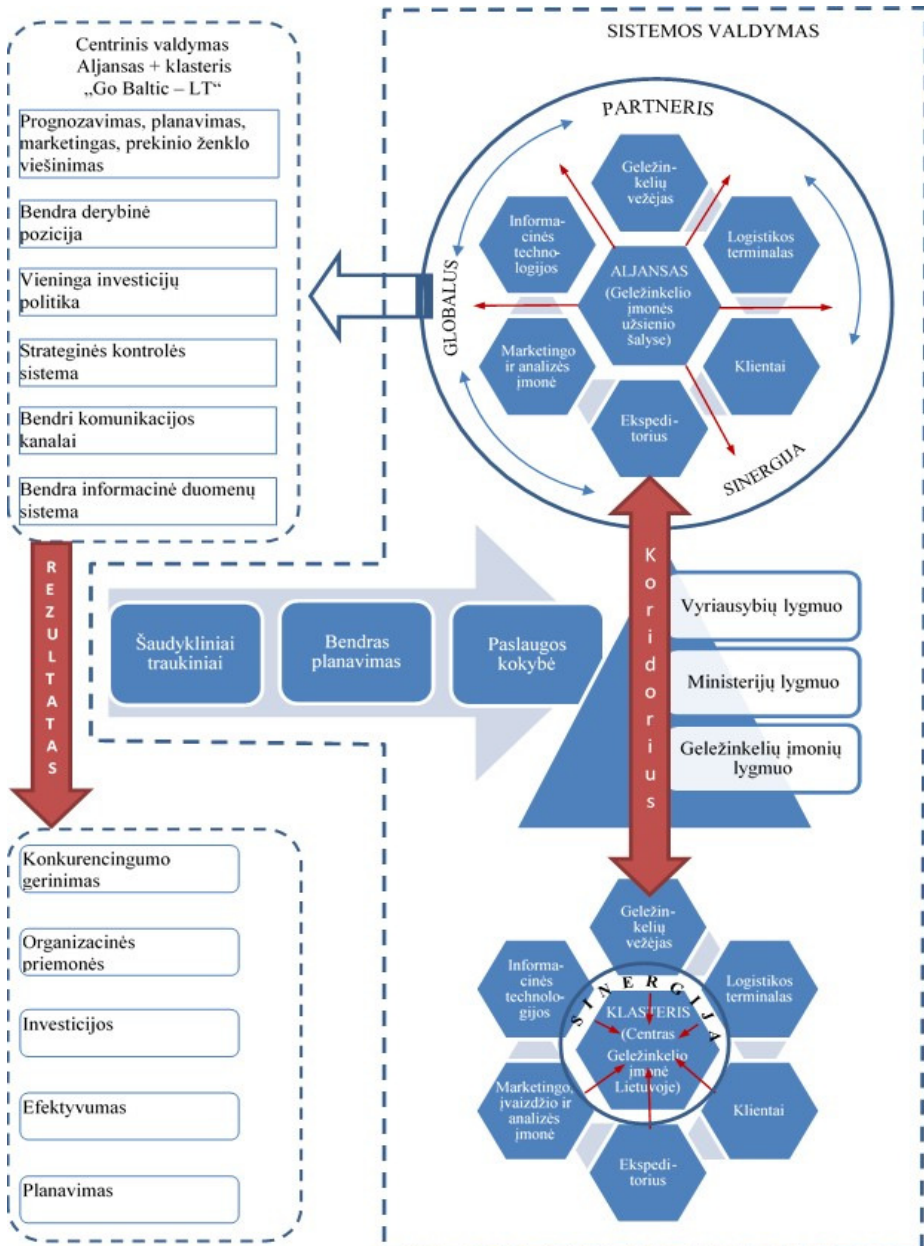 Centrinis valdymas
Aljansas + klasteris
„Go Baltic – LT“
Prognozavimas, planavimas,
marketingas, prekinio ženklo
viešinimas
Bendra derybinė
pozicija
Vieninga investicijų
politika
Strateginės kontrolės
sistema
Bendri komunikacijos
kanalai
Bendra informacinė duomenų
sistema
SISTEMOS VALDYMAS
PARTNERIS
GLOBALUS
SINERGIJA
Geležin-
kelių
vežėjas
Informa-
cinės
techno-
logijos
Logistikos
terminalas
ALJANSAS
(Geležinkelio
įmonės
užsienio
šalyse)
Marketingo
ir analizės
įmonė
Klientai
Ekspedi-
torius
REZULTATAS
Šaudykliniai
traukiniai
Bendras
planavimas
Paslaugos
kokybė
Koridorius
Vyriausybių lygmuo
Ministerijų lygmuo
Geležinkelių įmonių
lygmuo
Konkurencingumo
gerinimas
Organizacinės
priemonės
Investicijos
Efektyvumas
Planavimas
Geležin-
kelių
vežėjas
Informa-
cinės
technolo-
gijos
Logistikos
terminalas
SINERGIJA
KLASTERIS
(Centras
Geležinkelio
įmonė
Lietuvoje)
Marketingo,
įvaizdžio ir
analizės
įmonė
Klientai
Ekspedi-
torius